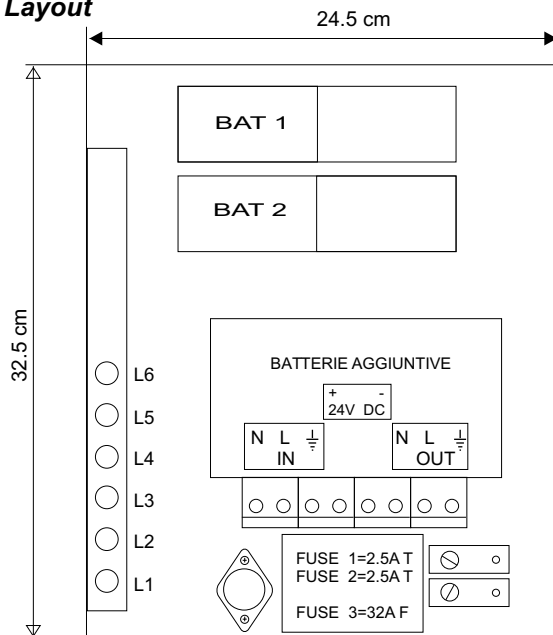 Layout
24.5 cm
BAT 1
BAT 2
32.5 cm
BATTERIE AGGIUNTIVE
+ -
24V DC
N L
IN
N L
OUT
L6
L5
L4
L3
L2
L1
FUSE 1=2.5A T
FUSE 2=2.5A T
FUSE 3=32A F